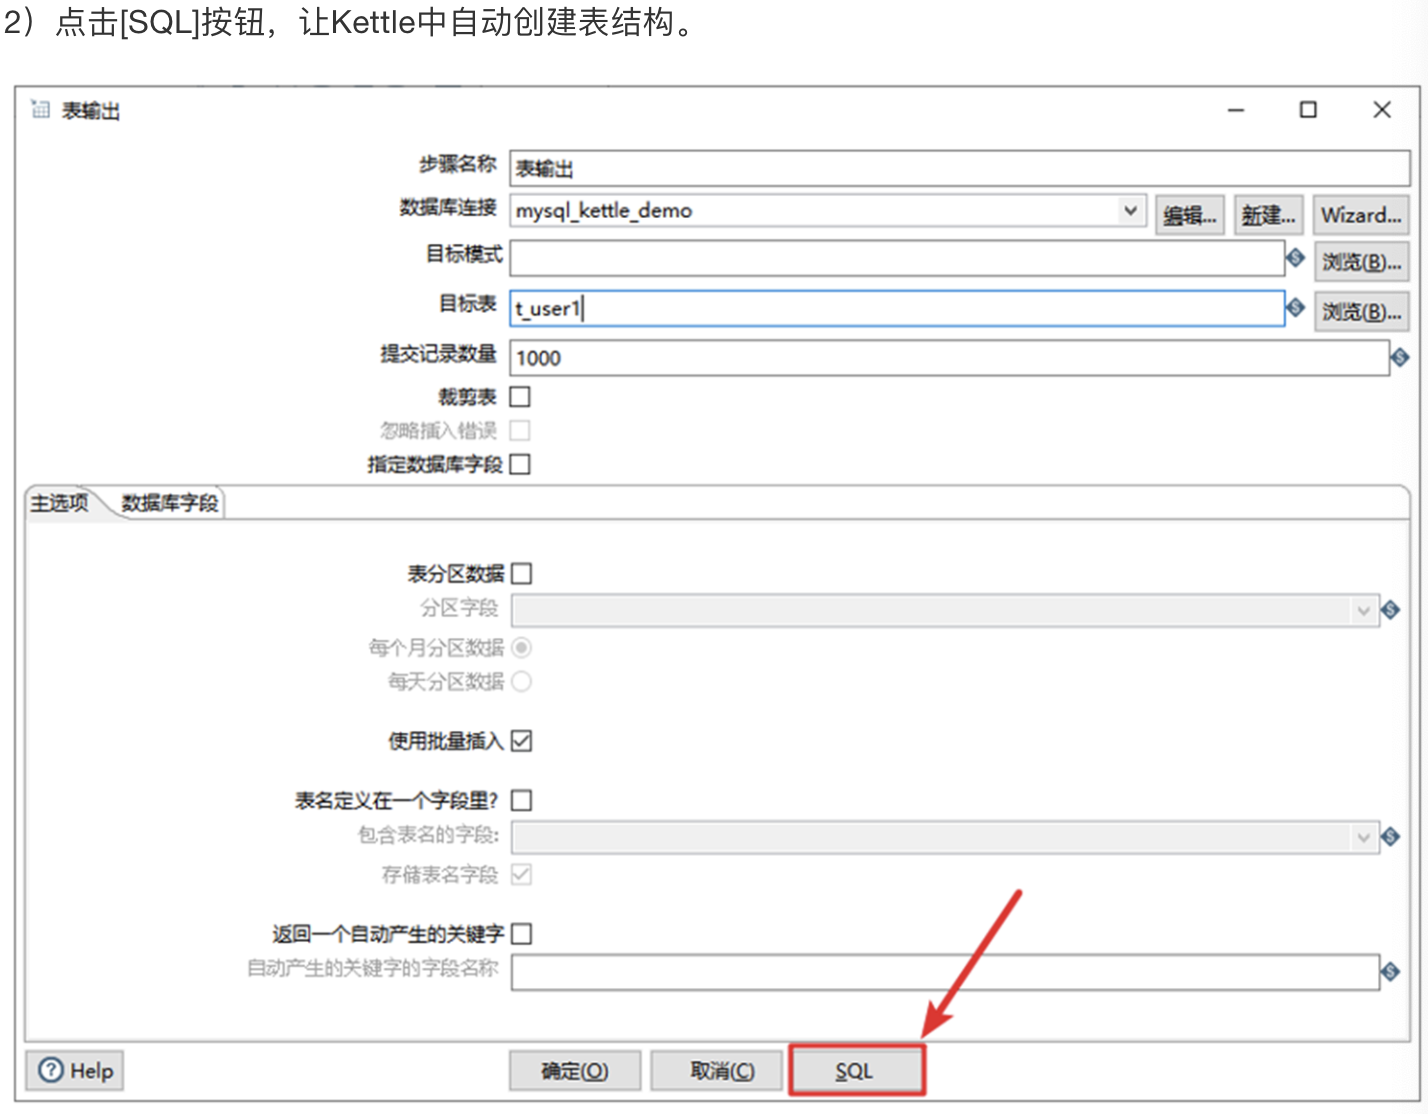 2）点击[SQL]按钮，让Kettle中自动创建表结构。
表输出
步骤名称 表输出
数据库连接 mysql_kettle_demo 编辑... 新建... Wizard...
目标模式 浏览(B)...
目标表 t_user1 浏览(B)...
提交记录数量 1000
裁剪表
忽略插入错误
指定数据库字段
主选项 数据库字段
表分区数据
分区字段
每个月分区数据
每天分区数据
使用批量插入
表名定义在一个字段里?
包含表名的字段:
存储表名字段
返回一个自动产生的关键字
自动产生的关键字的字段名称
Help 确定(O) 取消(C) SQL